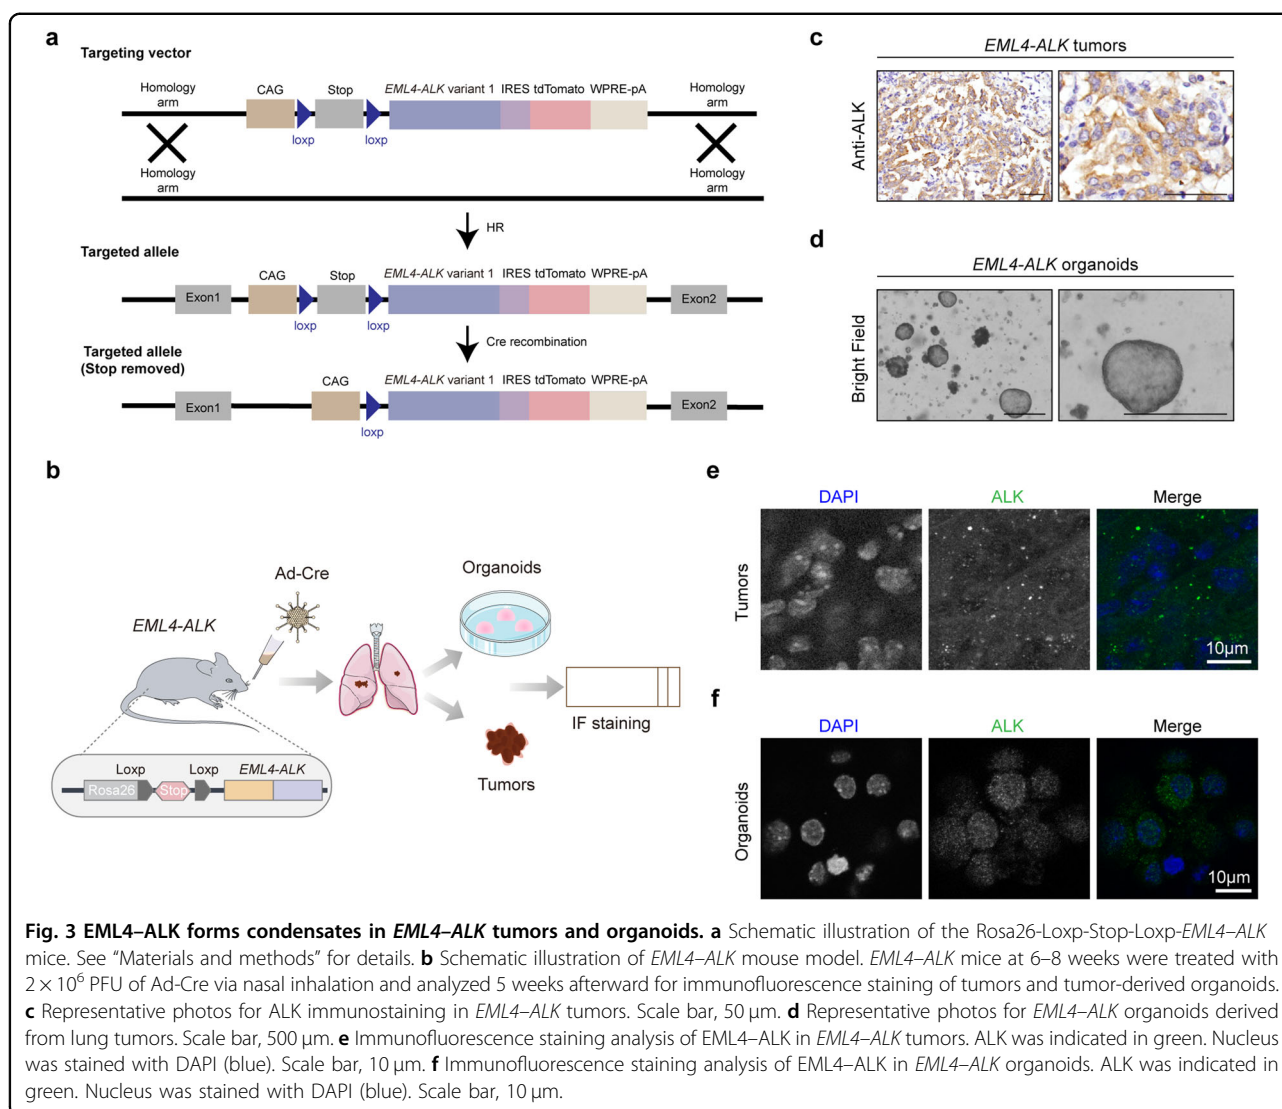 a
Targeting vector
Homology arm
CAG
Stop
EML4-ALK variant 1
IRES tdTomato
WPRE-pA
Homology arm
loxp
loxp
Homology arm
Homology arm
HR
Targeted allele
CAG
Stop
EML4-ALK variant 1
IRES tdTomato
WPRE-pA
Exon1
Exon2
loxp
loxp
Cre recombination
Targeted allele
(Stop removed)
CAG
EML4-ALK variant 1
IRES tdTomato
WPRE-pA
Exon1
Exon2
loxp
b
Ad-Cre
EML4-ALK
Organoids
IF staining
Tumors
Loxp
Loxp
EML4-ALK
Rosa26
Stop
c
EML4-ALK tumors
Anti-ALK
d
EML4-ALK organoids
Bright Field
e
DAPI
ALK
Merge
Tumors
10μm
f
DAPI
ALK
Merge
Organoids
10μm
Fig. 3 EML4–ALK forms condensates in EML4–ALK tumors and organoids. a Schematic illustration of the Rosa26-Loxp-Stop-Loxp-EML4–ALK
mice. See “Materials and methods” for details. b Schematic illustration of EML4–ALK mouse model. EML4–ALK mice at 6–8 weeks were treated with
2 × 10⁶ PFU of Ad-Cre via nasal inhalation and analyzed 5 weeks afterward for immunofluorescence staining of tumors and tumor-derived organoids.
c Representative photos for ALK immunostaining in EML4–ALK tumors. Scale bar, 50 μm. d Representative photos for EML4–ALK organoids derived
from lung tumors. Scale bar, 500 μm. e Immunofluorescence staining analysis of EML4–ALK in EML4–ALK tumors. ALK was indicated in green. Nucleus
was stained with DAPI (blue). Scale bar, 10 μm. f Immunofluorescence staining analysis of EML4–ALK in EML4–ALK organoids. ALK was indicated in
green. Nucleus was stained with DAPI (blue). Scale bar, 10 μm.